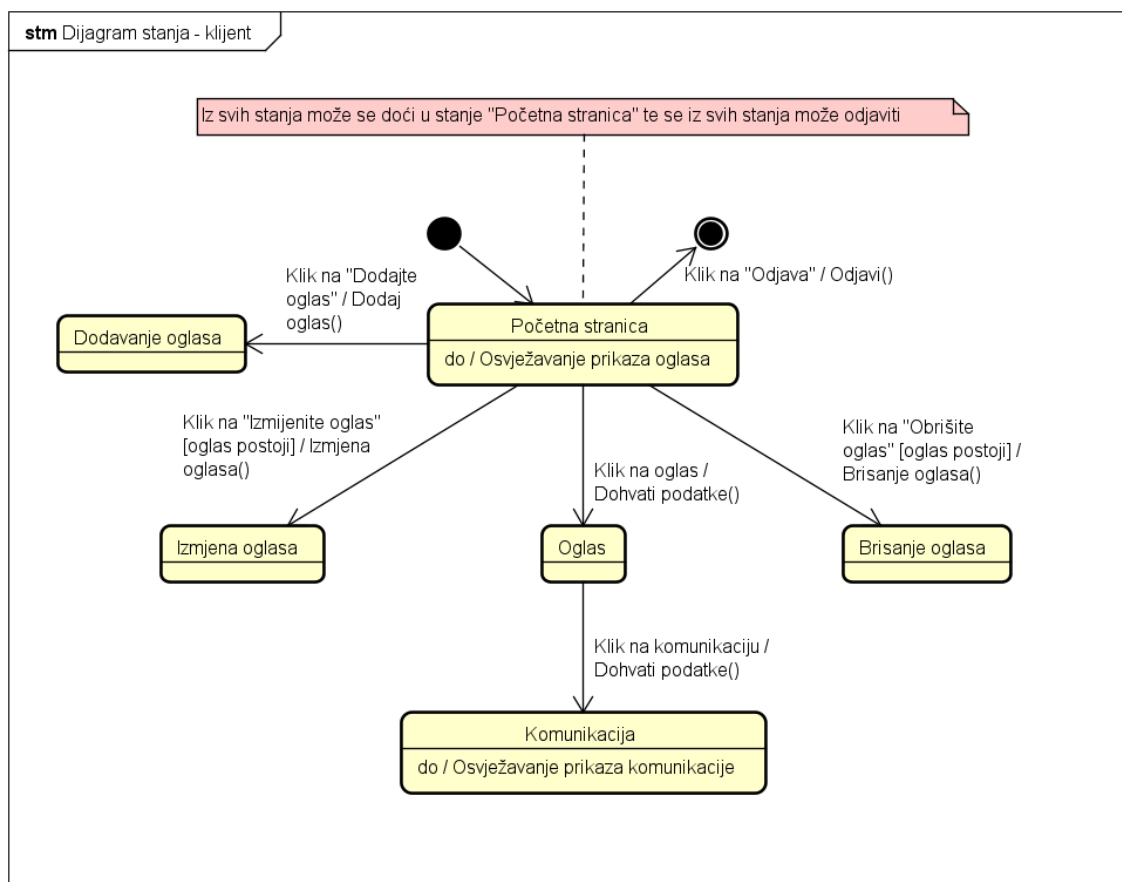 stm Dijagram stanja - klijent
Iz svih stanja može se doći u stanje "Početna stranica" te se iz svih stanja može odjaviti
Klik na "Dodajte
oglas" / Dodaj
oglas()
Klik na "Odjava" / Odjavi()
Dodavanje oglasa
Početna stranica
do / Osvježavanje prikaza oglasa
Klik na "Izmijenite oglas"
[oglas postoji] / Izmjena
oglasa()
Klik na oglas /
Dohvati podatke()
Klik na "Obrišite
oglas" [oglas postoji] /
Brisanje oglasa()
Izmjena oglasa
Oglas
Brisanje oglasa
Klik na komunikaciju /
Dohvati podatke()
Komunikacija
do / Osvježavanje prikaza komunikacije